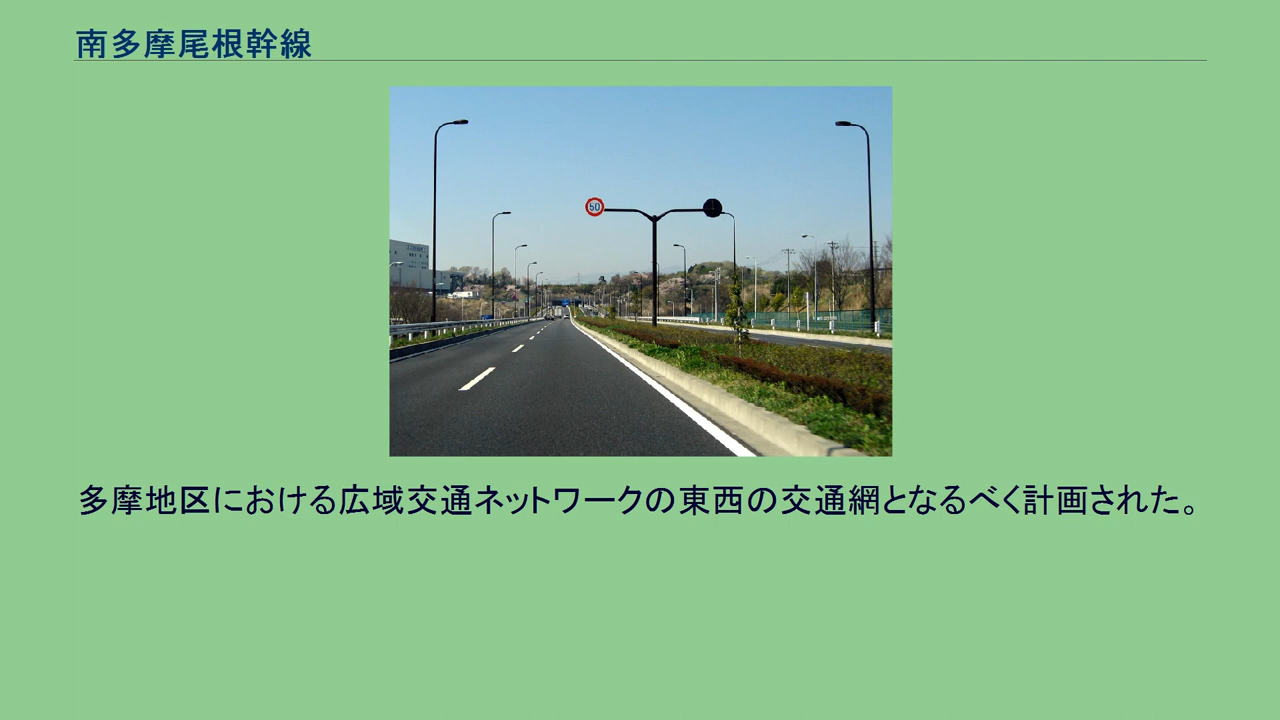 南多摩尾根幹線
50
多摩地区における広域交通ネットワークの東西の交通網となるべく計画された。